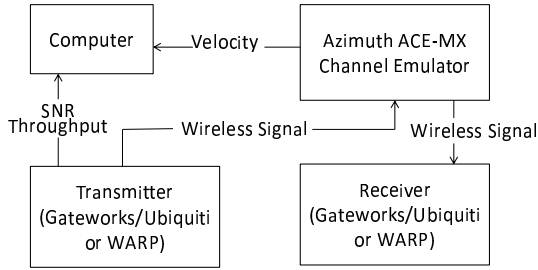 Computer
Velocity
Azimuth ACE-MX
Channel Emulator
SNR
Throughput
Wireless Signal
Wireless Signal
Transmitter
(Gateworks/Ubiquiti
or WARP)
Receiver
(Gateworks/Ubiquiti
or WARP)